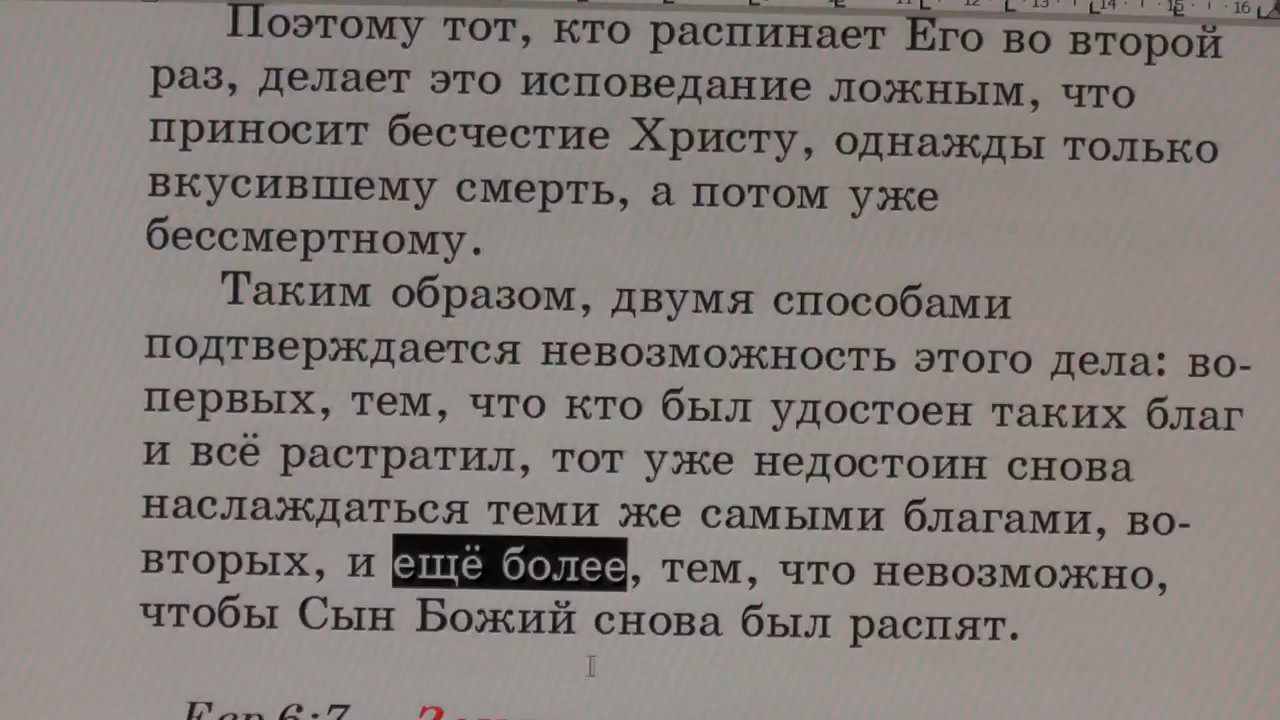 Поэтому тот, кто распинает Его во второй
раз, делает это исповедание ложным, что
приносит бесчестие Христу, однажды только
вкусившему смерть, а потом уже
бессмертному.
Таким образом, двумя способами
подтверждается невозможность этого дела: во-
первых, тем, что кто был удостоен таких благ
и всё растратил, тот уже недостоин снова
наслаждаться теми же самыми благами, во-
вторых, и ещё более, тем, что невозможно,
чтобы Сын Божий снова был распят.
Евр 6:7